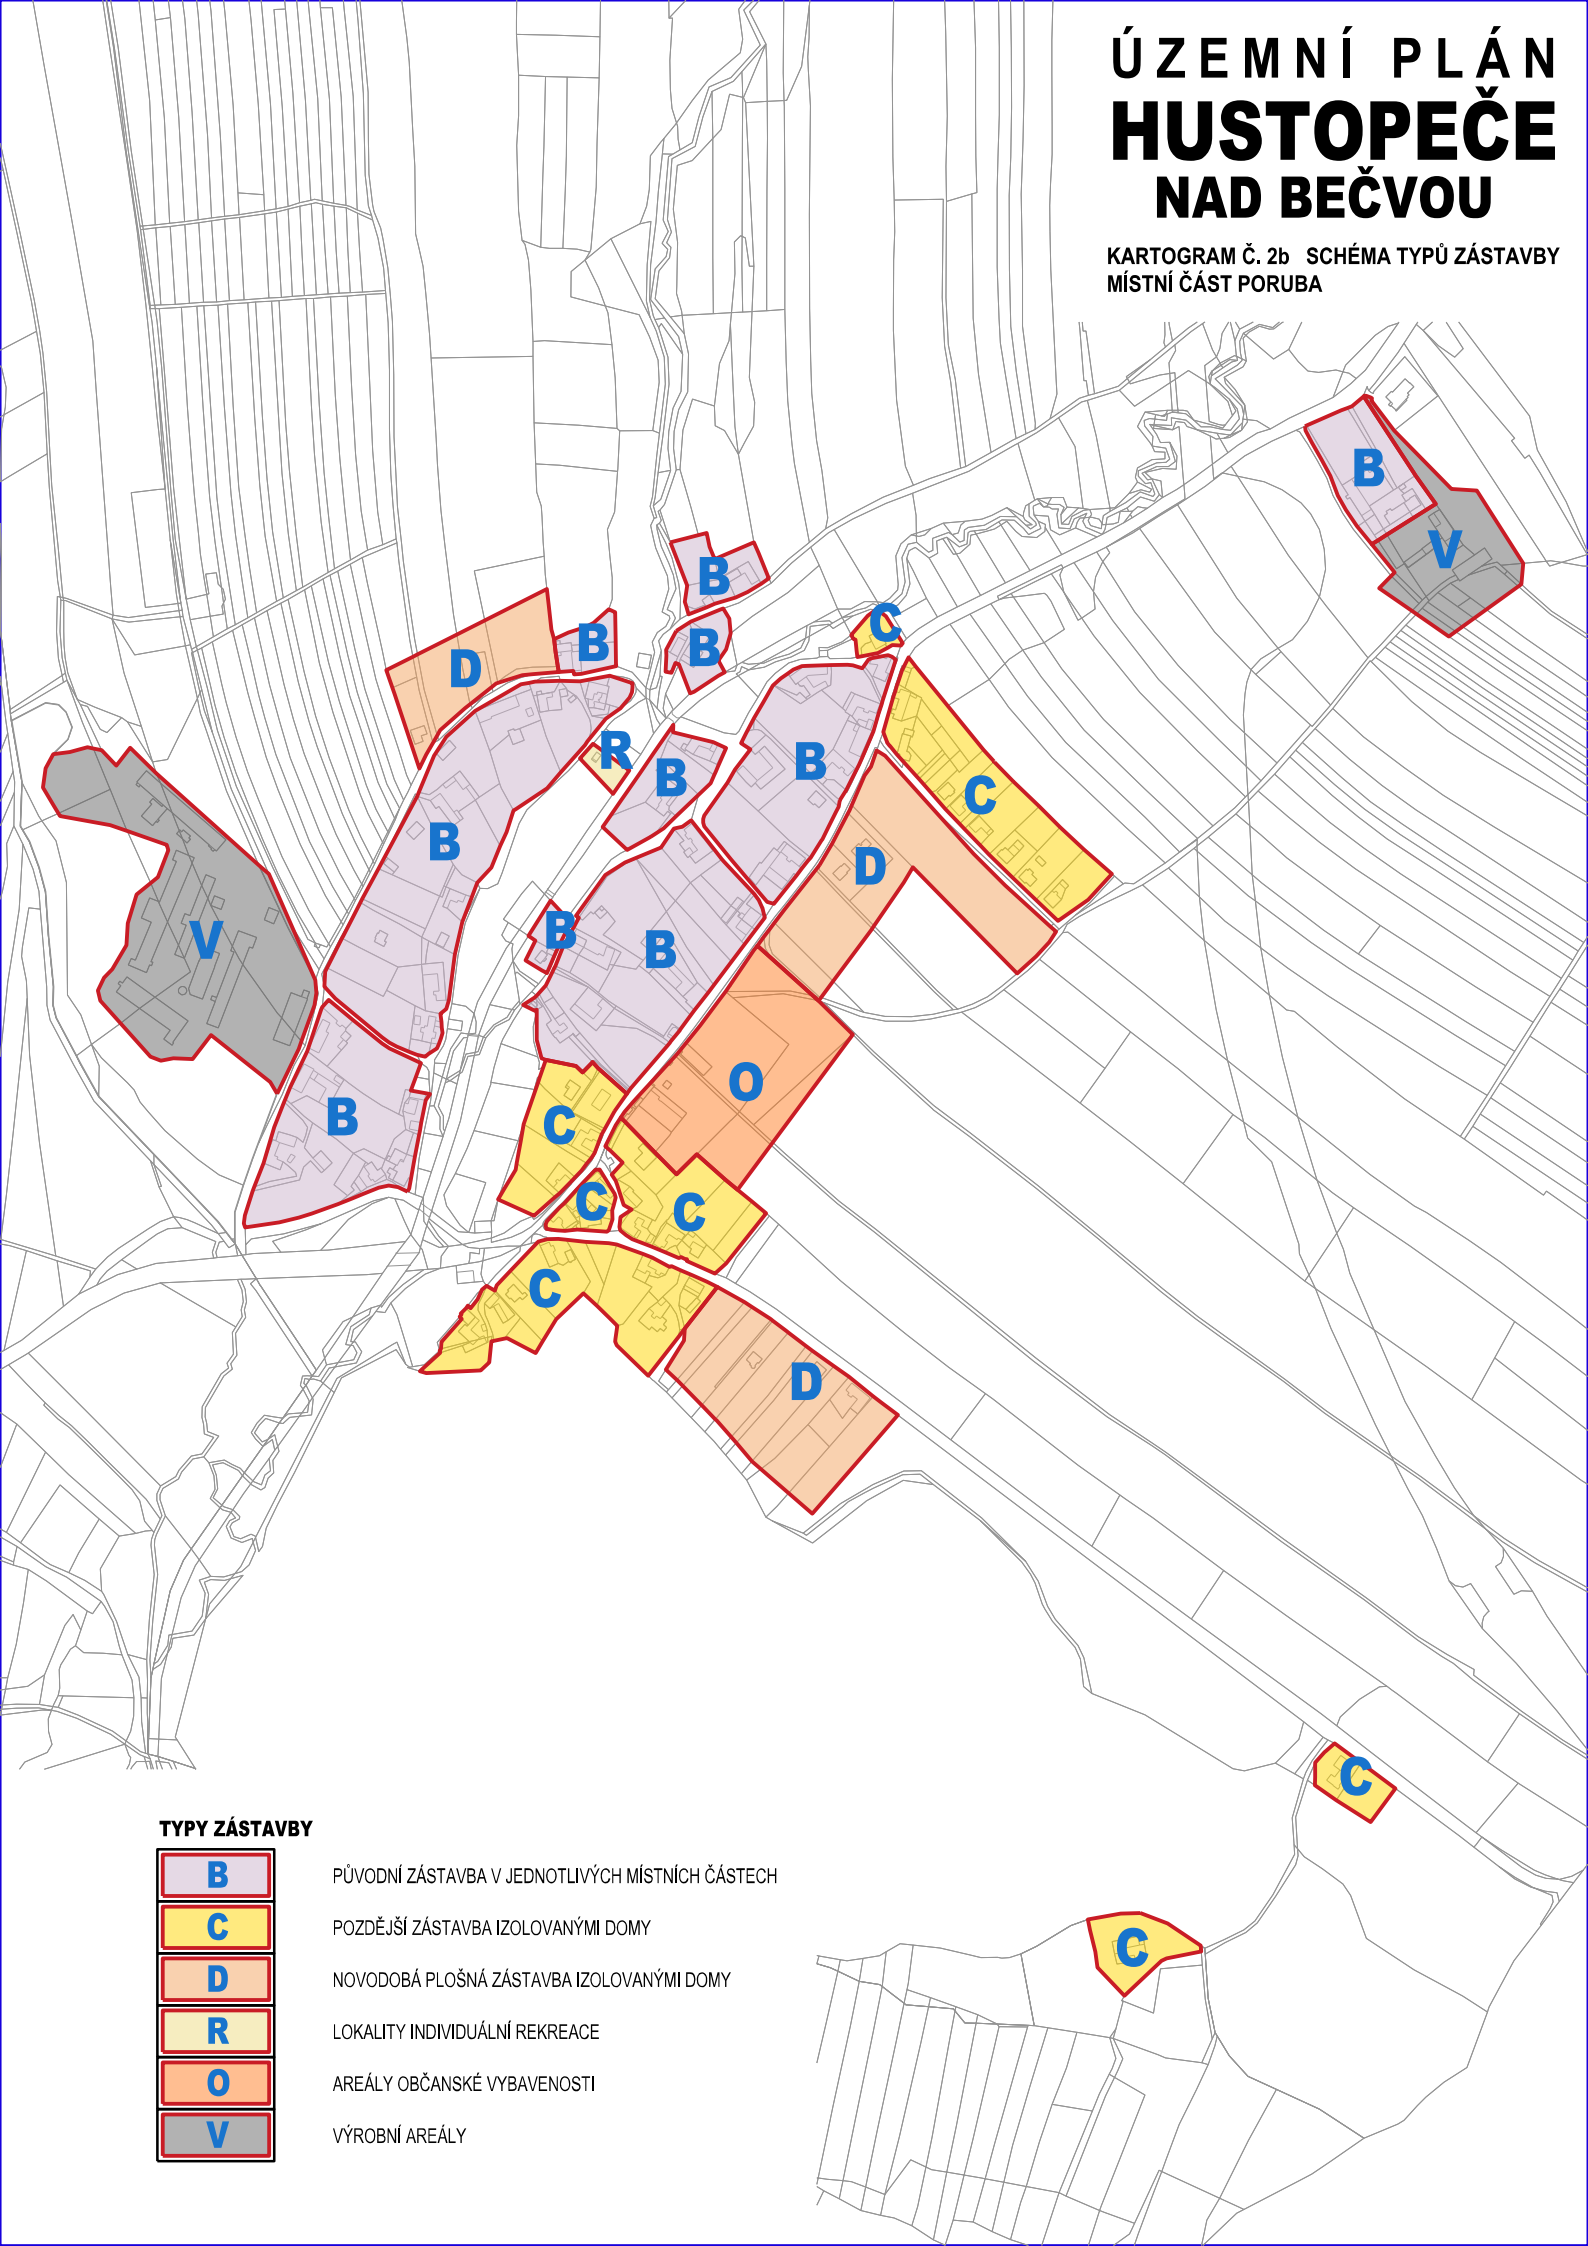 ÚZEMNÍ PLÁN
HUSTOPEČE
NAD BEČVOU
KARTOGRAM Č. 2b SCHÉMA TYPŮ ZÁSTAVBY
MÍSTNÍ ČÁST PORUBA
B
V
B
C
B
B
D
R
B
B
C
B
D
V
B
B
O
B
C
C
C
C
D
C
C
TYPY ZÁSTAVBY
B PŮVODNÍ ZÁSTAVBA V JEDNOTLIVÝCH MÍSTNÍCH ČÁSTECH
C POZDĚJŠÍ ZÁSTAVBA IZOLOVANÝMI DOMY
D NOVODOBÁ PLOŠNÁ ZÁSTAVBA IZOLOVANÝMI DOMY
R LOKALITY INDIVIDUÁLNÍ REKREACE
O AREÁLY OBČANSKÉ VYBAVENOSTI
V VÝROBNÍ AREÁLY